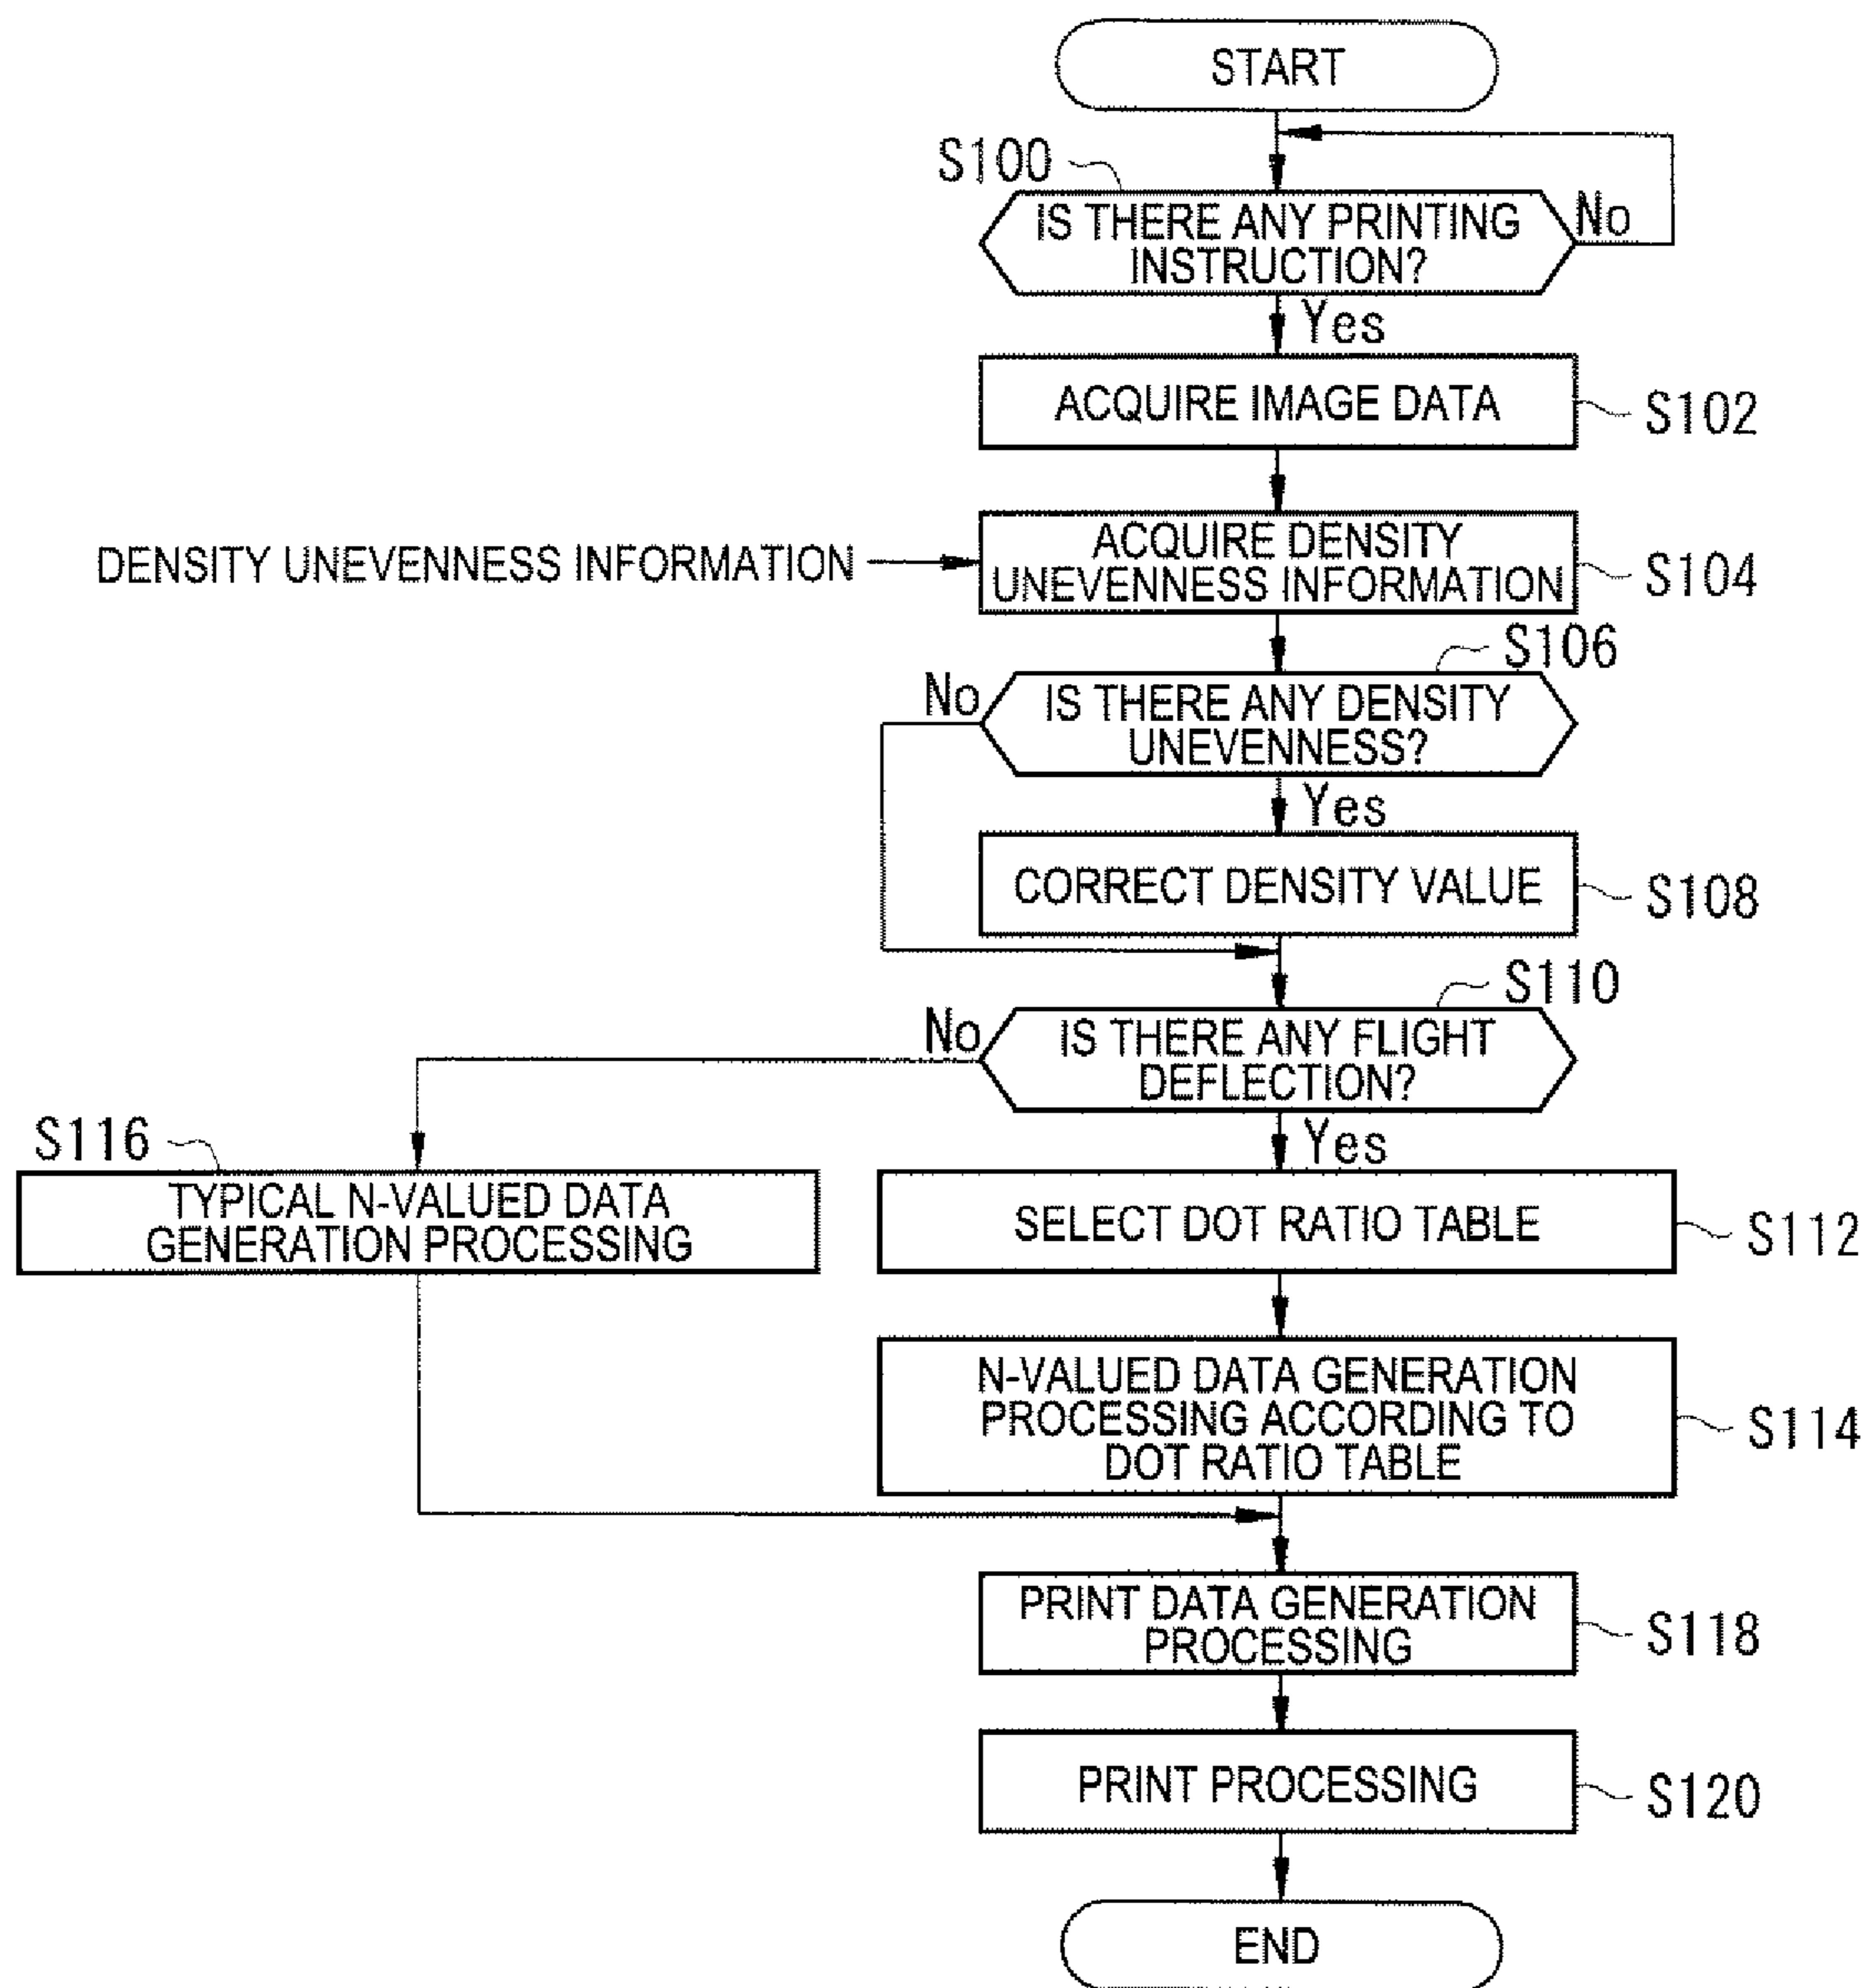 START
S100
IS THERE ANY PRINTING
INSTRUCTION?
No
Yes
ACQUIRE IMAGE DATA
S102
DENSITY UNEVENNESS INFORMATION
ACQUIRE DENSITY
UNEVENNESS INFORMATION
S104
S106
No
IS THERE ANY DENSITY
UNEVENNESS?
Yes
CORRECT DENSITY VALUE
S108
S110
No
IS THERE ANY FLIGHT
DEFLECTION?
Yes
S116
TYPICAL N-VALUED DATA
GENERATION PROCESSING
SELECT DOT RATIO TABLE
S112
N-VALUED DATA GENERATION
PROCESSING ACCORDING TO
DOT RATIO TABLE
S114
PRINT DATA GENERATION
PROCESSING
S118
PRINT PROCESSING
S120
END